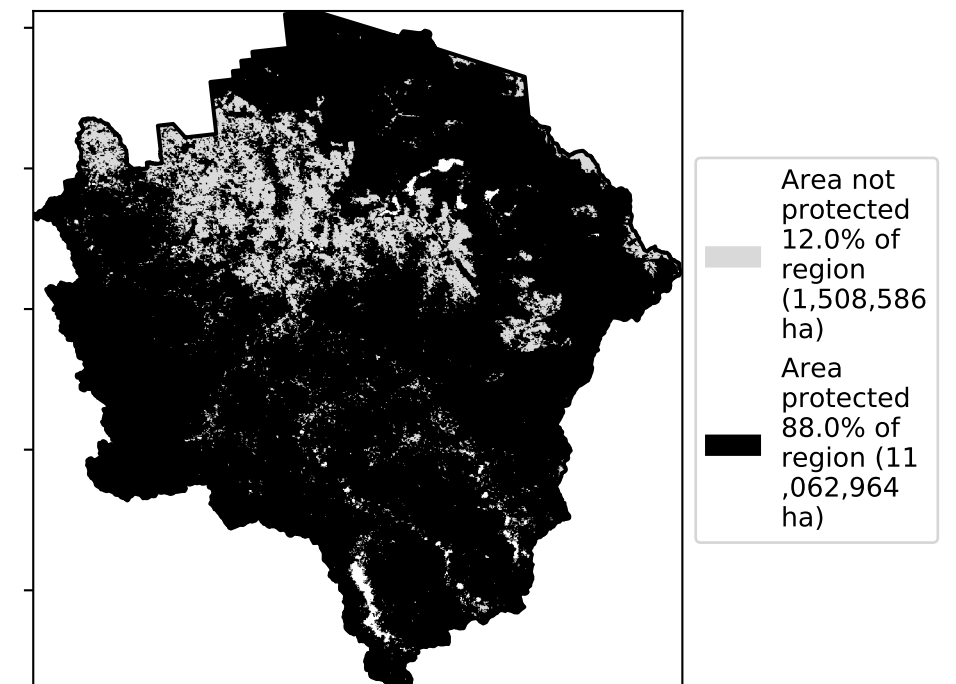 Area not
protected
12.0% of
region
(1,508,586
ha)
Area
protected
88.0% of
region (11
,062,964
ha)